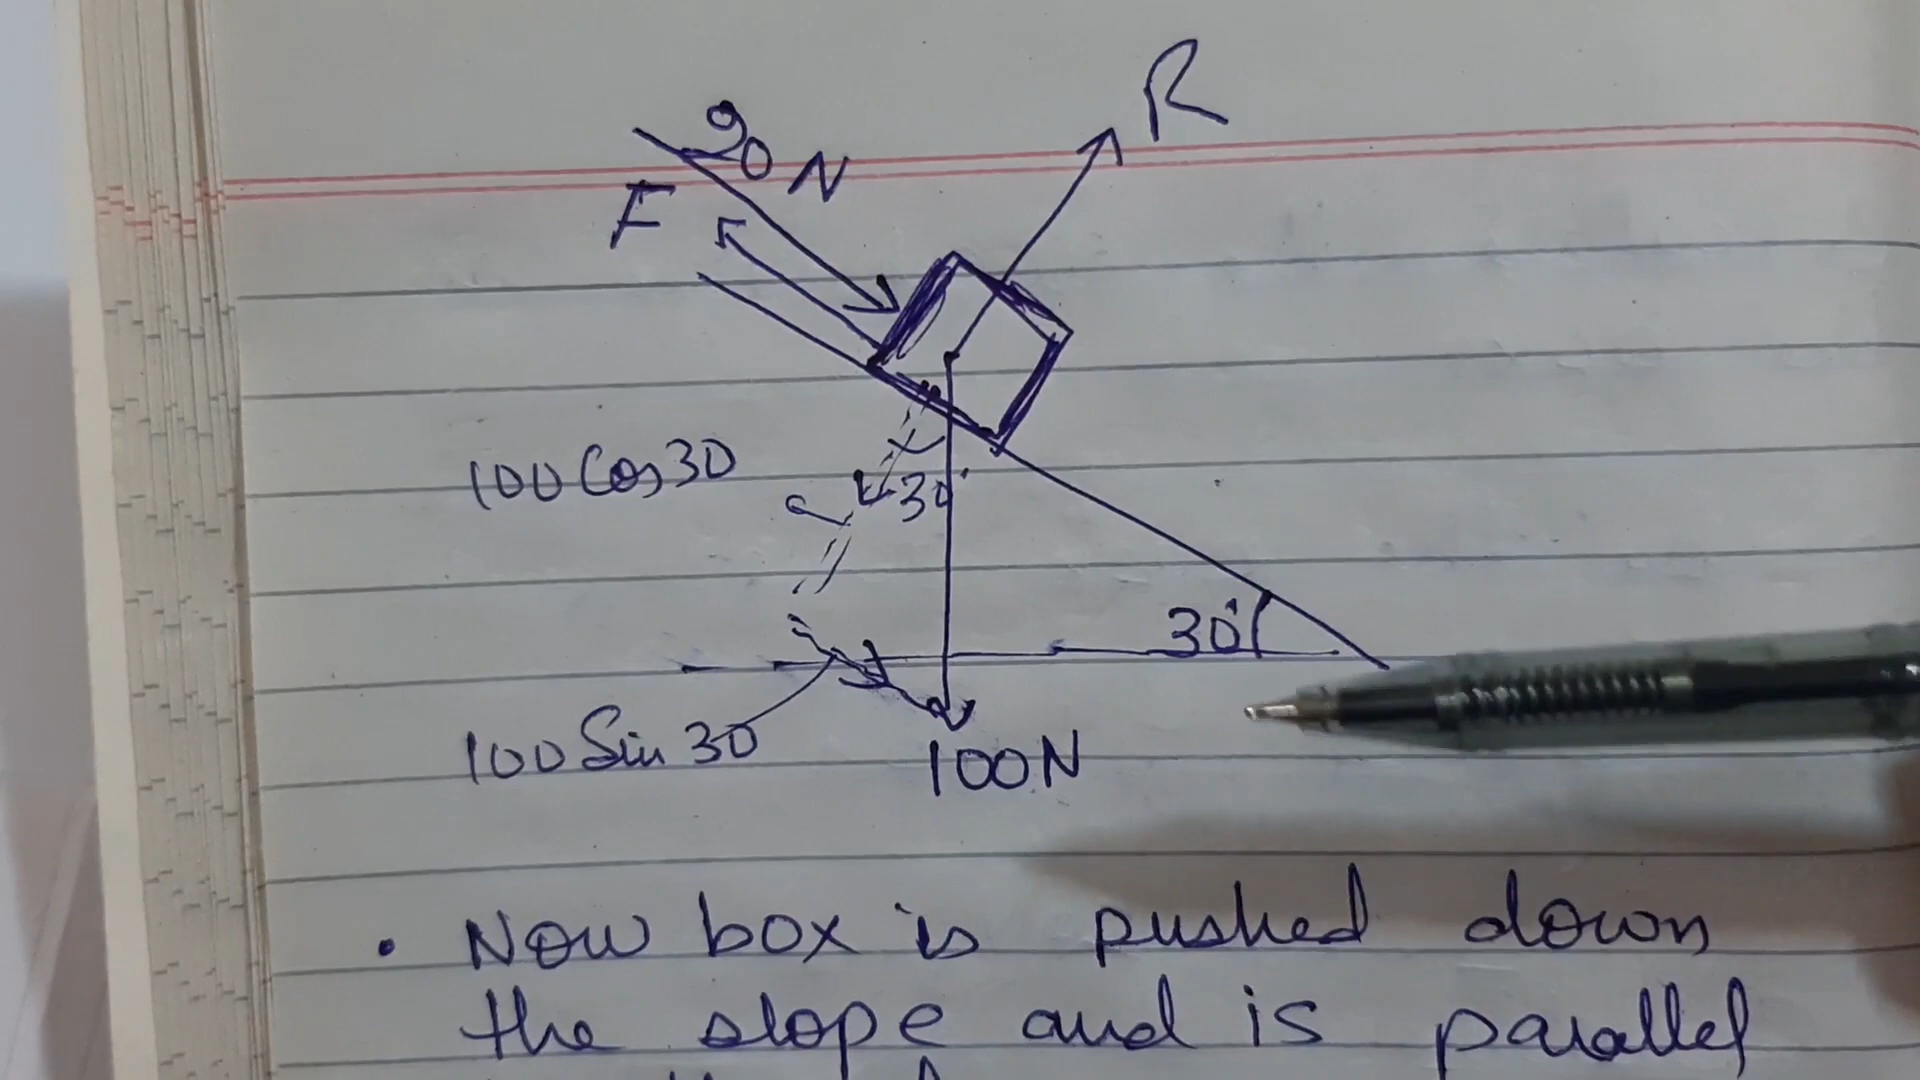 R
90 N
F
100 Cos 30
30°
30°
100 Sin 30
100N
• Now box is pushed down
the slope and is parallel